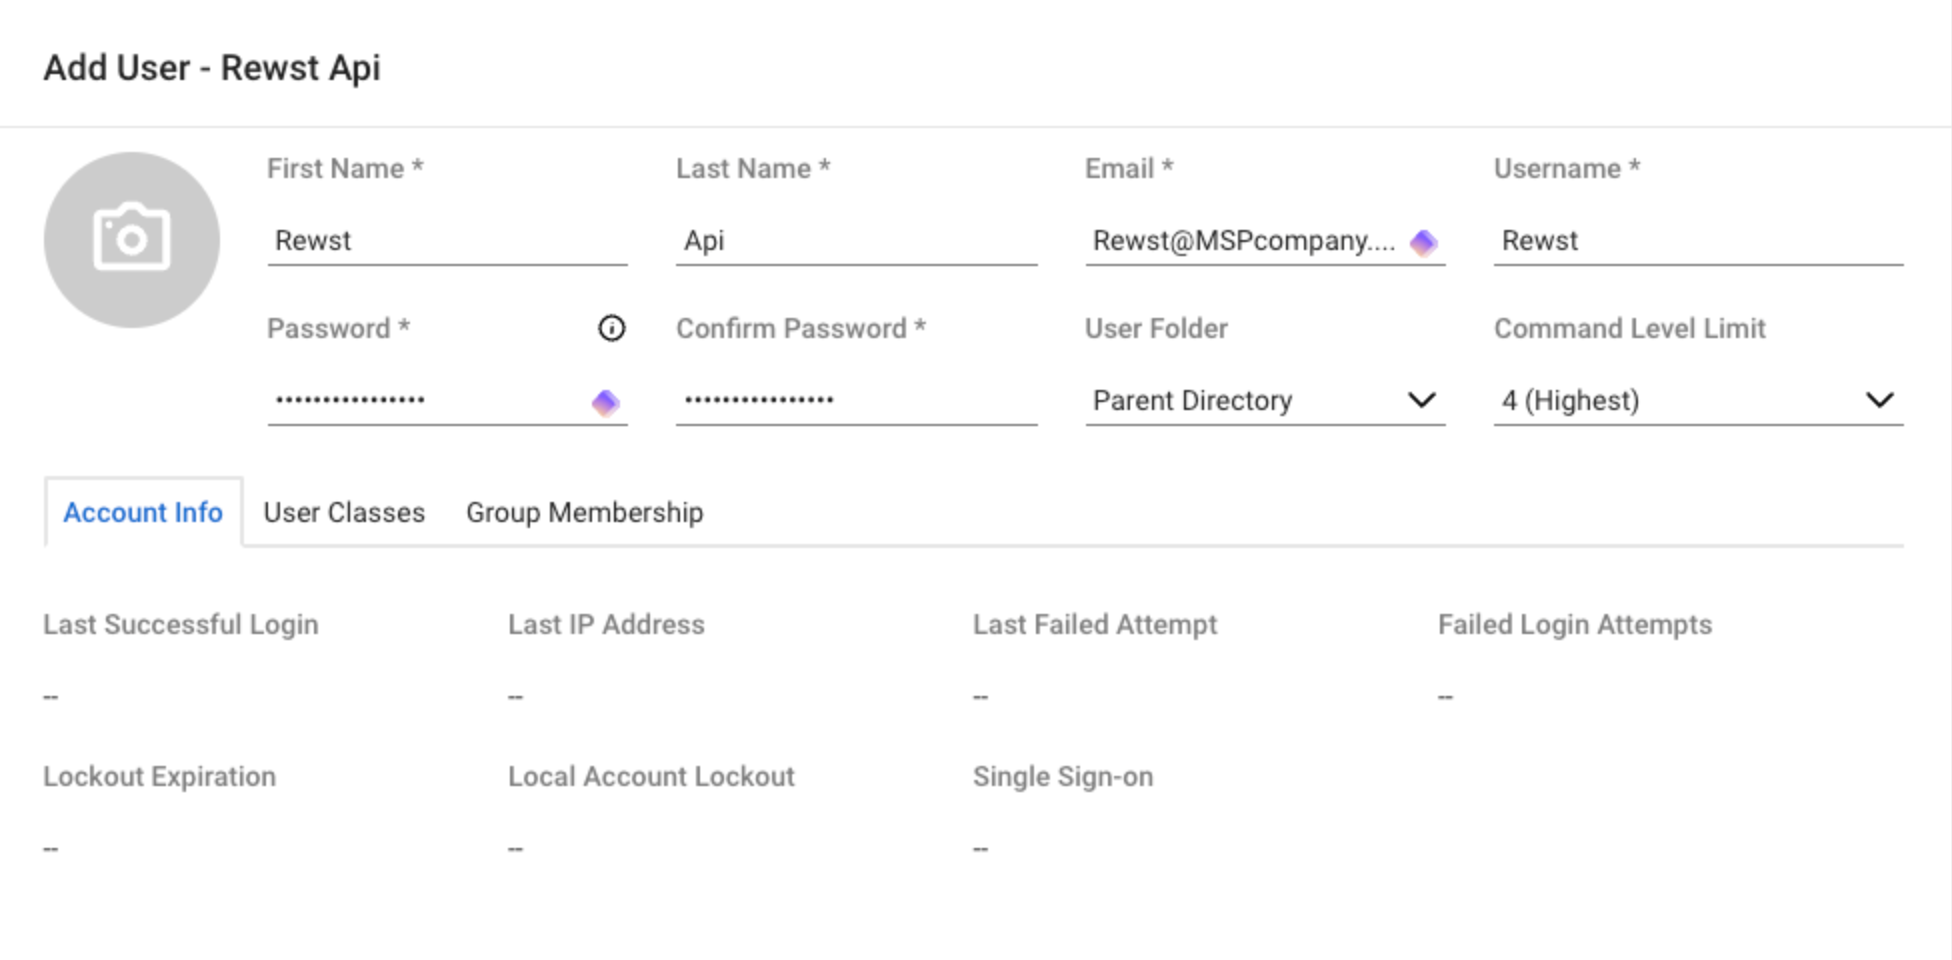 Add User - Rewst Api
First Name * Last Name * Email * Username *
Rewst Api Rewst@MSPcompany.... Rewst
Password * Confirm Password * User Folder Command Level Limit
•••••••••••••••• •••••••••••••••• Parent Directory 4 (Highest)
Account Info User Classes Group Membership
Last Successful Login Last IP Address Last Failed Attempt Failed Login Attempts
-- -- -- --
Lockout Expiration Local Account Lockout Single Sign-on
-- -- --